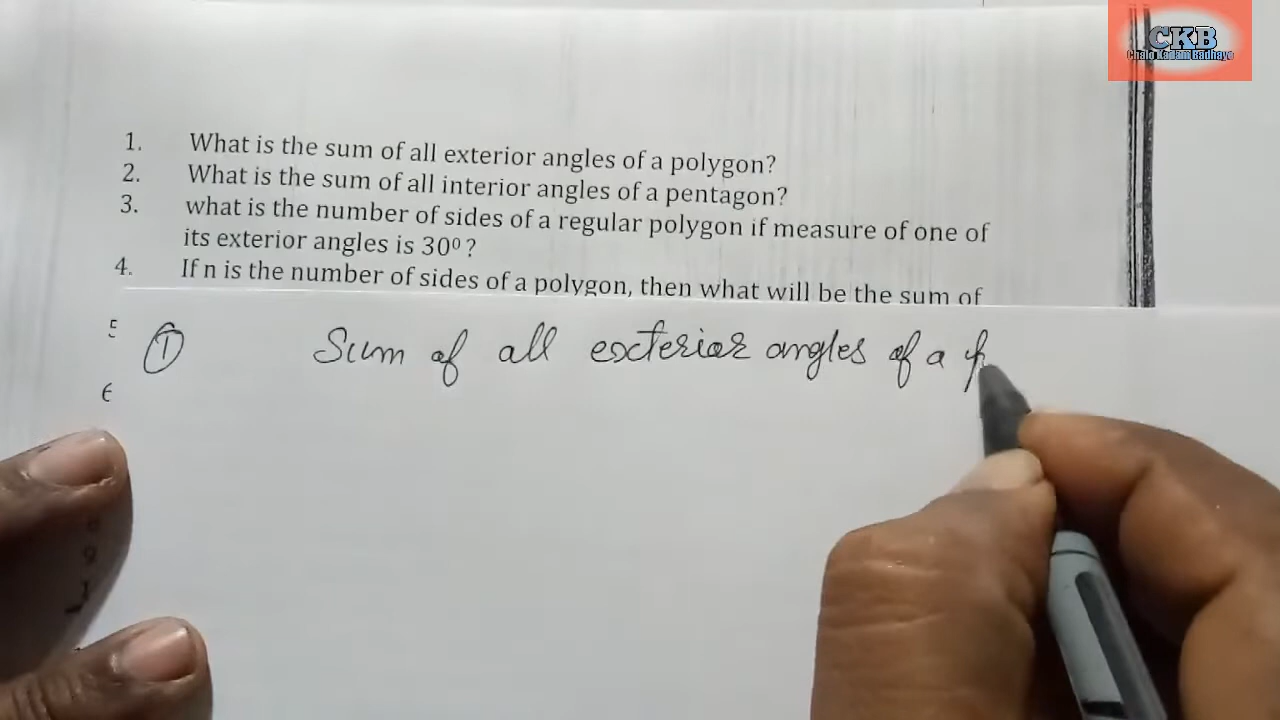 CKB
Chalo Kadam Badhaye
1. What is the sum of all exterior angles of a polygon?
2. What is the sum of all interior angles of a pentagon?
3. what is the number of sides of a regular polygon if measure of one of
its exterior angles is 30⁰ ?
4. If n is the number of sides of a polygon, then what will be the sum of
5
① Sum of all exterior angles of a p
6